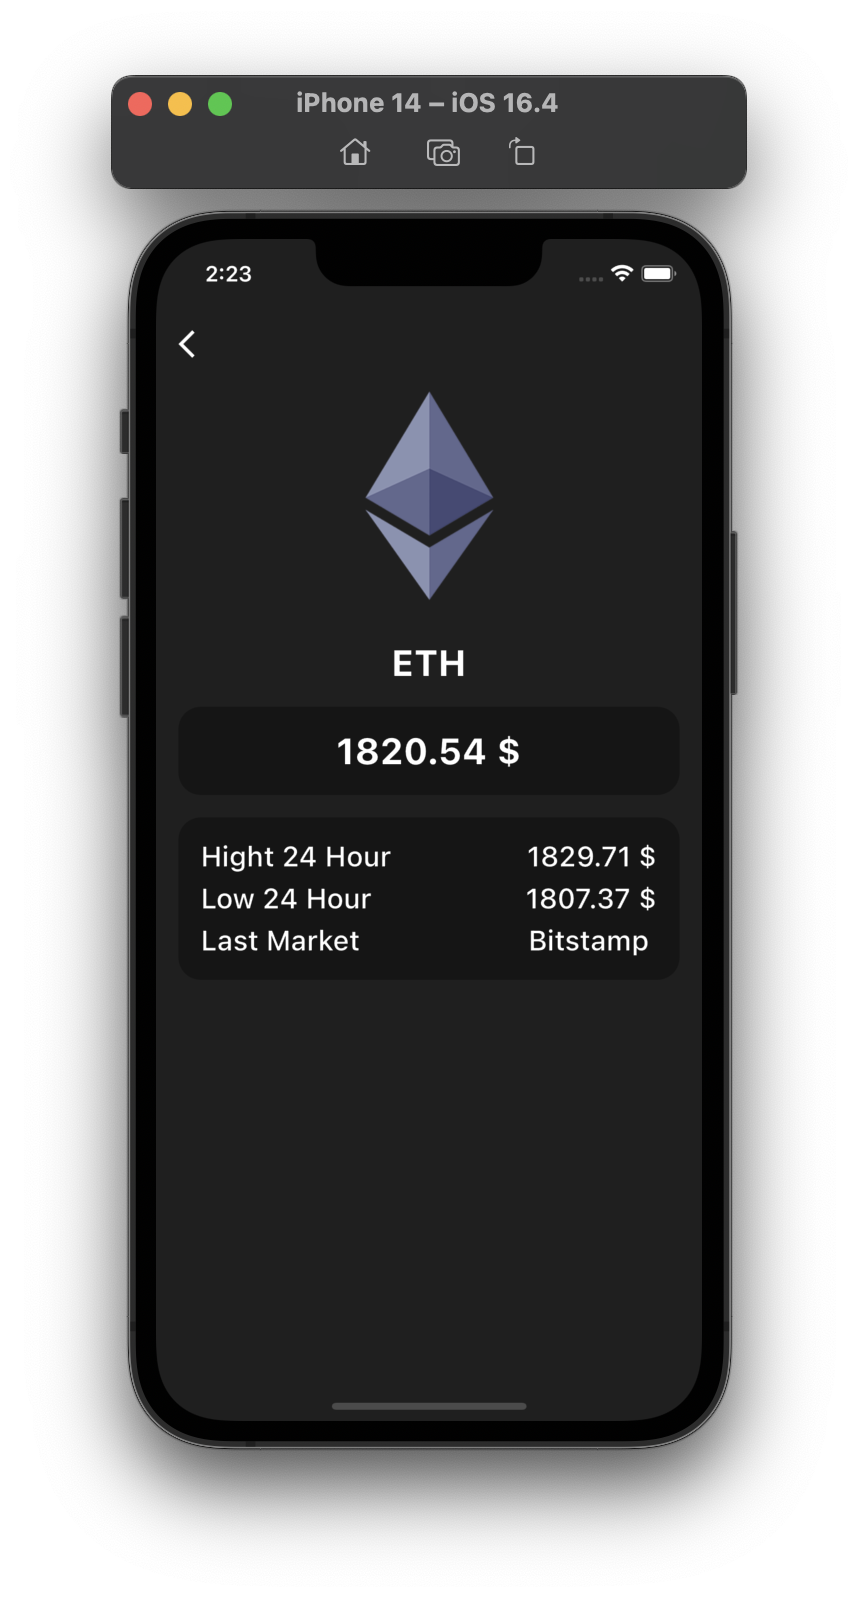 iPhone 14 – iOS 16.4
2:23
ETH
1820.54 $
Hight 24 Hour 1829.71 $
Low 24 Hour 1807.37 $
Last Market Bitstamp